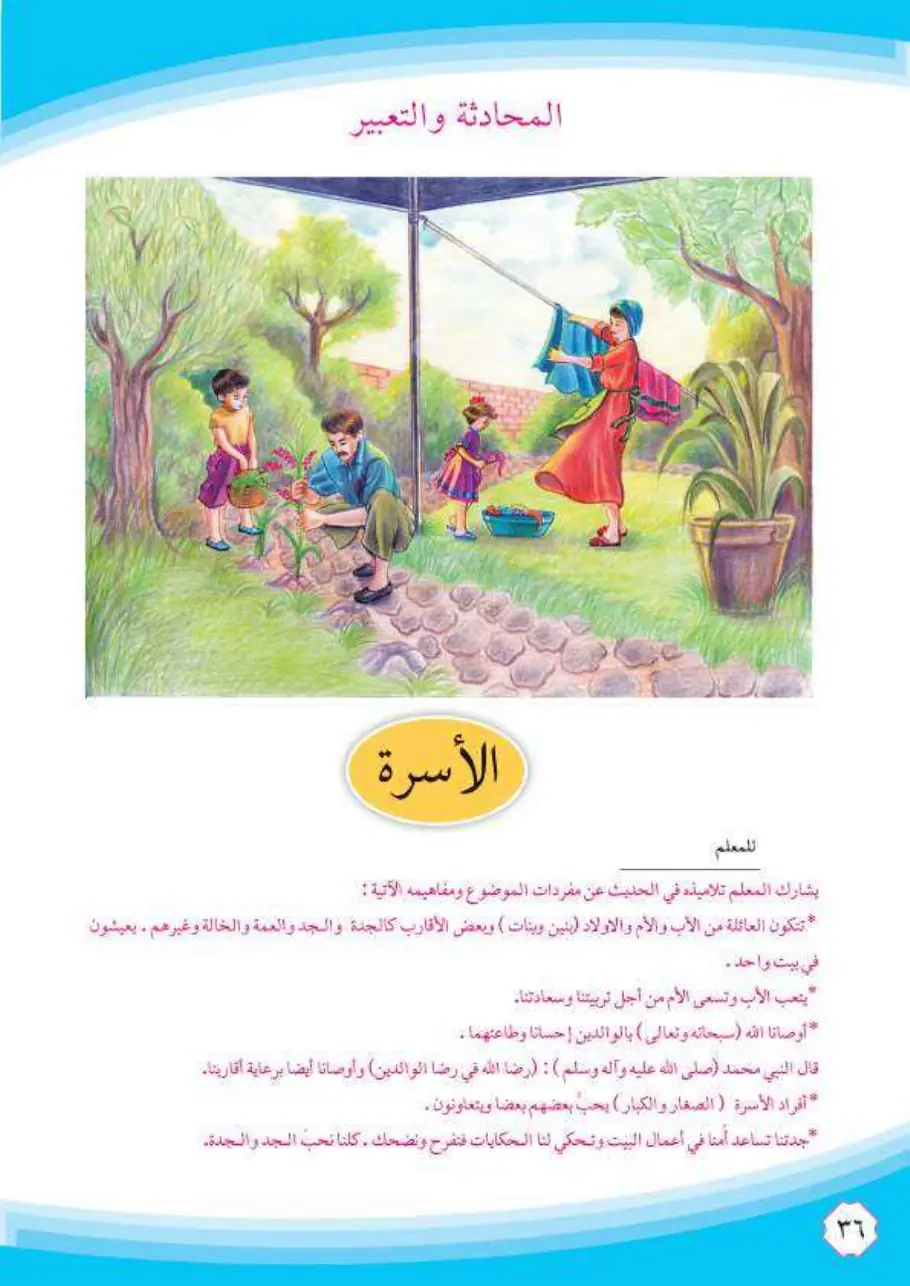 المحادثة والتعبير
الأسرة
للمعلم
يشارك المعلم تلاميذه في الحديث عن مفردات الموضوع ومفاهيمه الآتية :
*تتكون العائلة من الأب والأم والاولاد (بنين وبنات ) وبعض الأقارب كالجدة والـجد والعمة والخالة وغيرهم . يعيشون
في بيت واحد .
*يتعب الأب وتسعى الأم من أجل تربيتنا وسعادتنا.
*أوصانا الله (سبحانه وتعالى ) بالوالدين إحسانا وطاعتهما .
قال النبي محمد (صلى الله عليه وآله وسلم ) : (رضا الله في رضا الوالدين) وأوصانا أيضا برعاية أقاربنا.
*أفراد الأسرة ( الصغار والكبار ) يحبُّ بعضهم بعضا ويتعاونون .
*جدتنا تساعد أمنا في أعمال البيت وتحكي لنا الـحكايات فنفرح ونضحك . كلنا نحبّ الـجد والـجدة.
٣٦